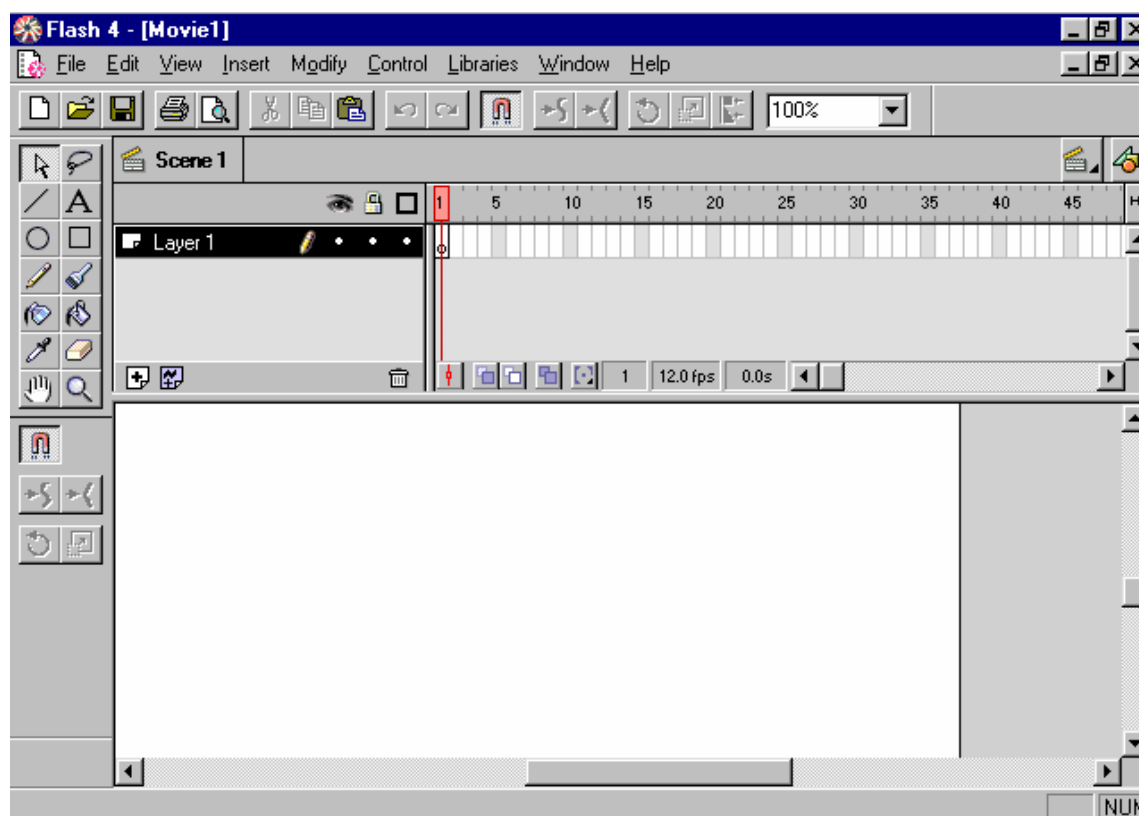 Flash 4 - [Movie1]
File Edit View Insert Modify Control Libraries Window Help
100%
Scene 1
A
1 5 10 15 20 25 30 35 40 45
Layer 1
1 12.0 fps 0.0s